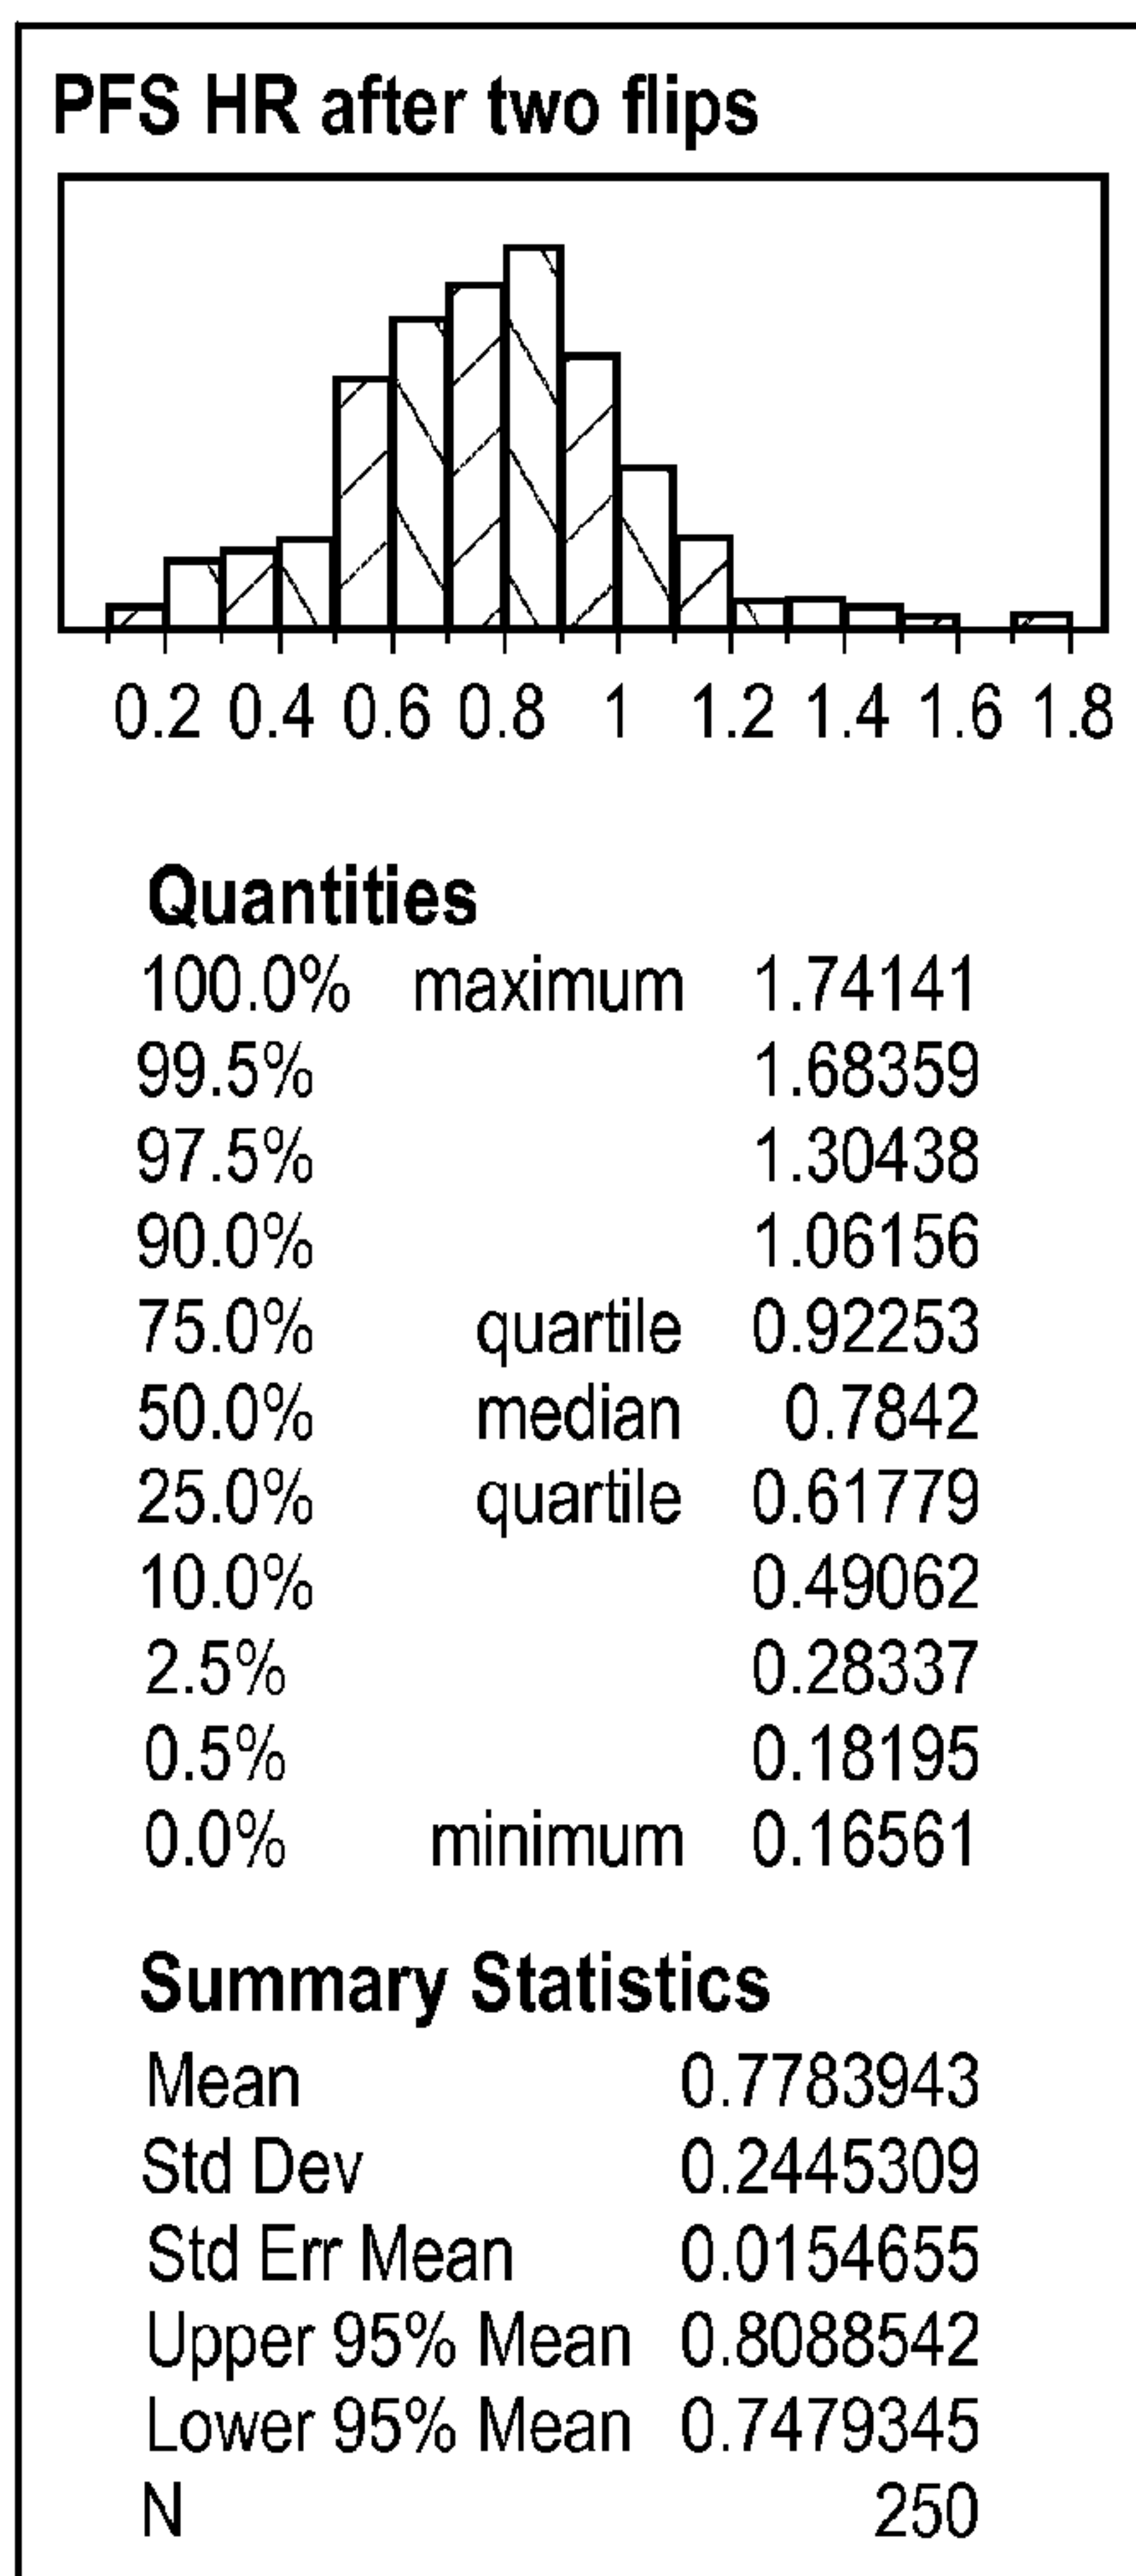 PFS HR after two flips
0.2 0.4 0.6 0.8 1 1.2 1.4 1.6 1.8
Quantities
100.0% maximum 1.74141
99.5% 1.68359
97.5% 1.30438
90.0% 1.06156
75.0% quartile 0.92253
50.0% median 0.7842
25.0% quartile 0.61779
10.0% 0.49062
2.5% 0.28337
0.5% 0.18195
0.0% minimum 0.16561
Summary Statistics
Mean 0.7783943
Std Dev 0.2445309
Std Err Mean 0.0154655
Upper 95% Mean 0.8088542
Lower 95% Mean 0.7479345
N 250